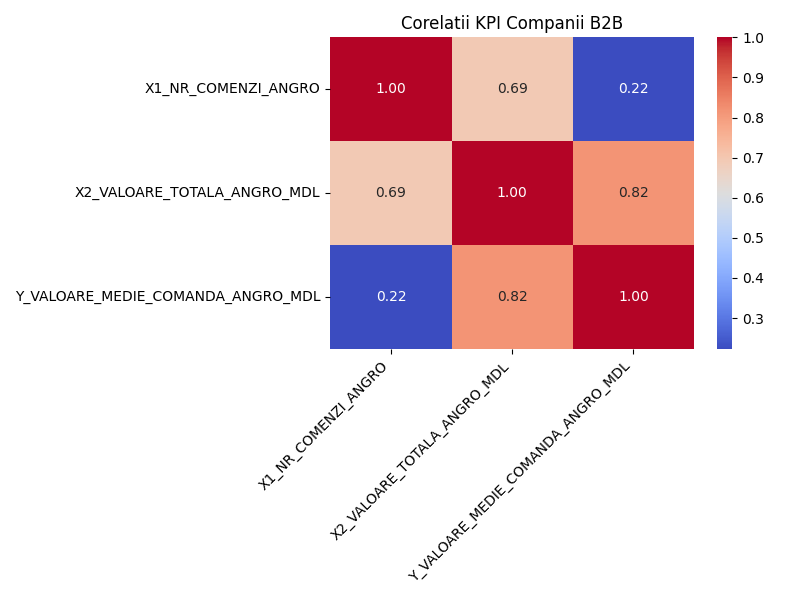 Corelatii KPI Companii B2B
X1_NR_COMENZI_ANGRO
1.00 0.69 0.22
X2_VALOARE_TOTALA_ANGRO_MDL
0.69 1.00 0.82
Y_VALOARE_MEDIE_COMANDA_ANGRO_MDL
0.22 0.82 1.00
X1_NR_COMENZI_ANGRO
X2_VALOARE_TOTALA_ANGRO_MDL
Y_VALOARE_MEDIE_COMANDA_ANGRO_MDL
1.0
0.9
0.8
0.7
0.6
0.5
0.4
0.3